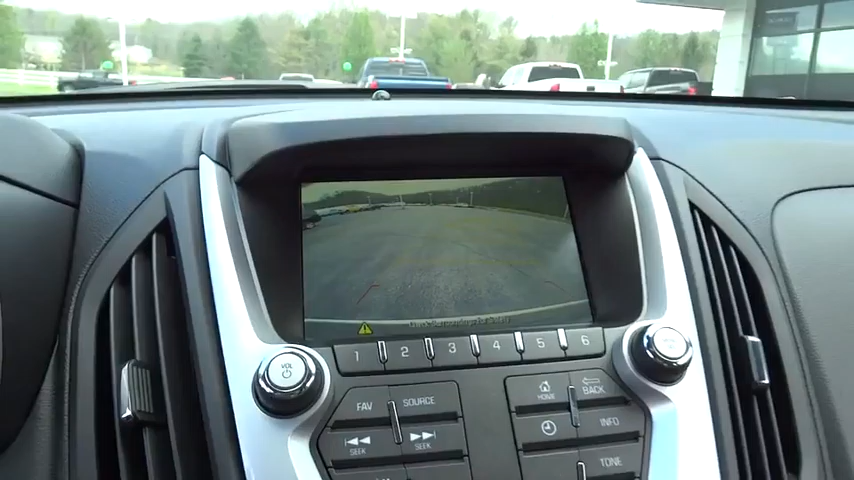 1 2 3 4 5 6
VOL
FAV SOURCE HOME BACK
SEEK SEEK INFO
TONE